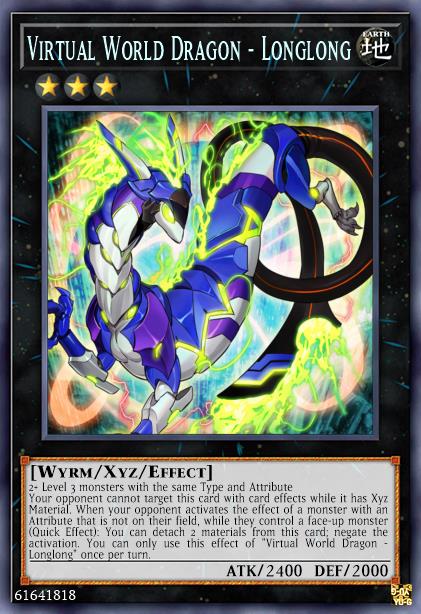 Virtual World Dragon - Longlong
EARTH
地
[Wyrm/Xyz/Effect]
2+ Level 3 monsters with the same Type and Attribute
Your opponent cannot target this card with card effects while it has Xyz
Material. When your opponent activates the effect of a monster with an
Attribute that is not on their field, while they control a face-up monster
(Quick Effect): You can detach 2 materials from this card; negate
the activation. You can only use this effect of "Virtual World Dragon -
Longlong" once per turn.
ATK/2400 DEF/2000
61641818